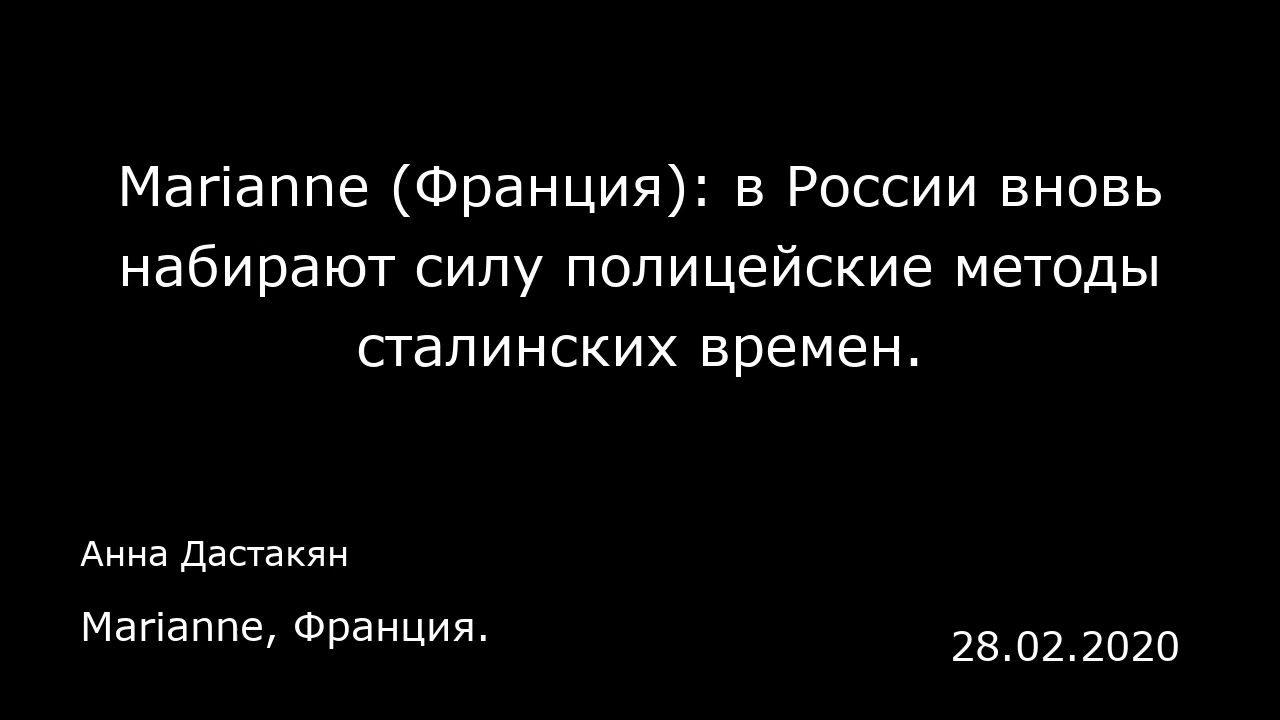 Marianne (Франция): в России вновь
набирают силу полицейские методы
сталинских времен.
Анна Дастакян
Marianne, Франция.
28.02.2020